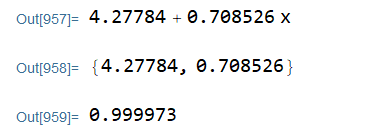 Out[957]= 4.27784 + 0.708526 x
Out[958]= {4.27784, 0.708526}
Out[959]= 0.999973